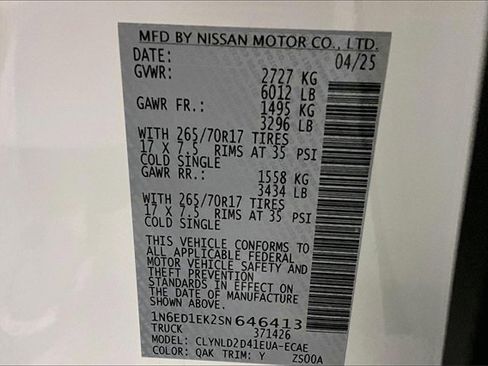 MFD BY NISSAN MOTOR CO., LTD.
DATE: 04/25
GVWR: 2727 KG
6012 LB
GAWR FR.: 1495 KG
3296 LB
WITH 265/70R17 TIRES
17 X 7.5 RIMS AT 35 PSI
COLD SINGLE
GAWR RR.: 1558 KG
3434 LB
WITH 265/70R17 TIRES
17 X 7.5 RIMS AT 35 PSI
COLD SINGLE
THIS VEHICLE CONFORMS TO
ALL APPLICABLE FEDERAL
MOTOR VEHICLE SAFETY AND
THEFT PREVENTION
STANDARDS IN EFFECT ON
THE DATE OF MANUFACTURE
SHOWN ABOVE.
1N6ED1EK2SN646413
TRUCK 371426
MODEL: CLYNLD2D41EUA-ECAE
COLOR: QAK TRIM: Y ZS00A